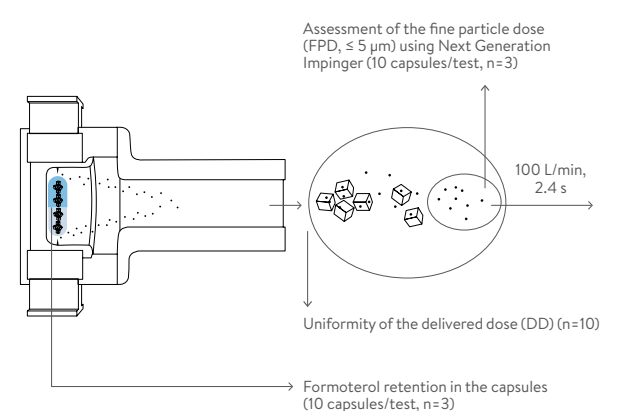 Assessment of the fine particle dose
(FPD, ≤ 5 µm) using Next Generation
Impinger (10 capsules/test, n=3)
100 L/min,
2.4 s
Uniformity of the delivered dose (DD) (n=10)
Formoterol retention in the capsules
(10 capsules/test, n=3)